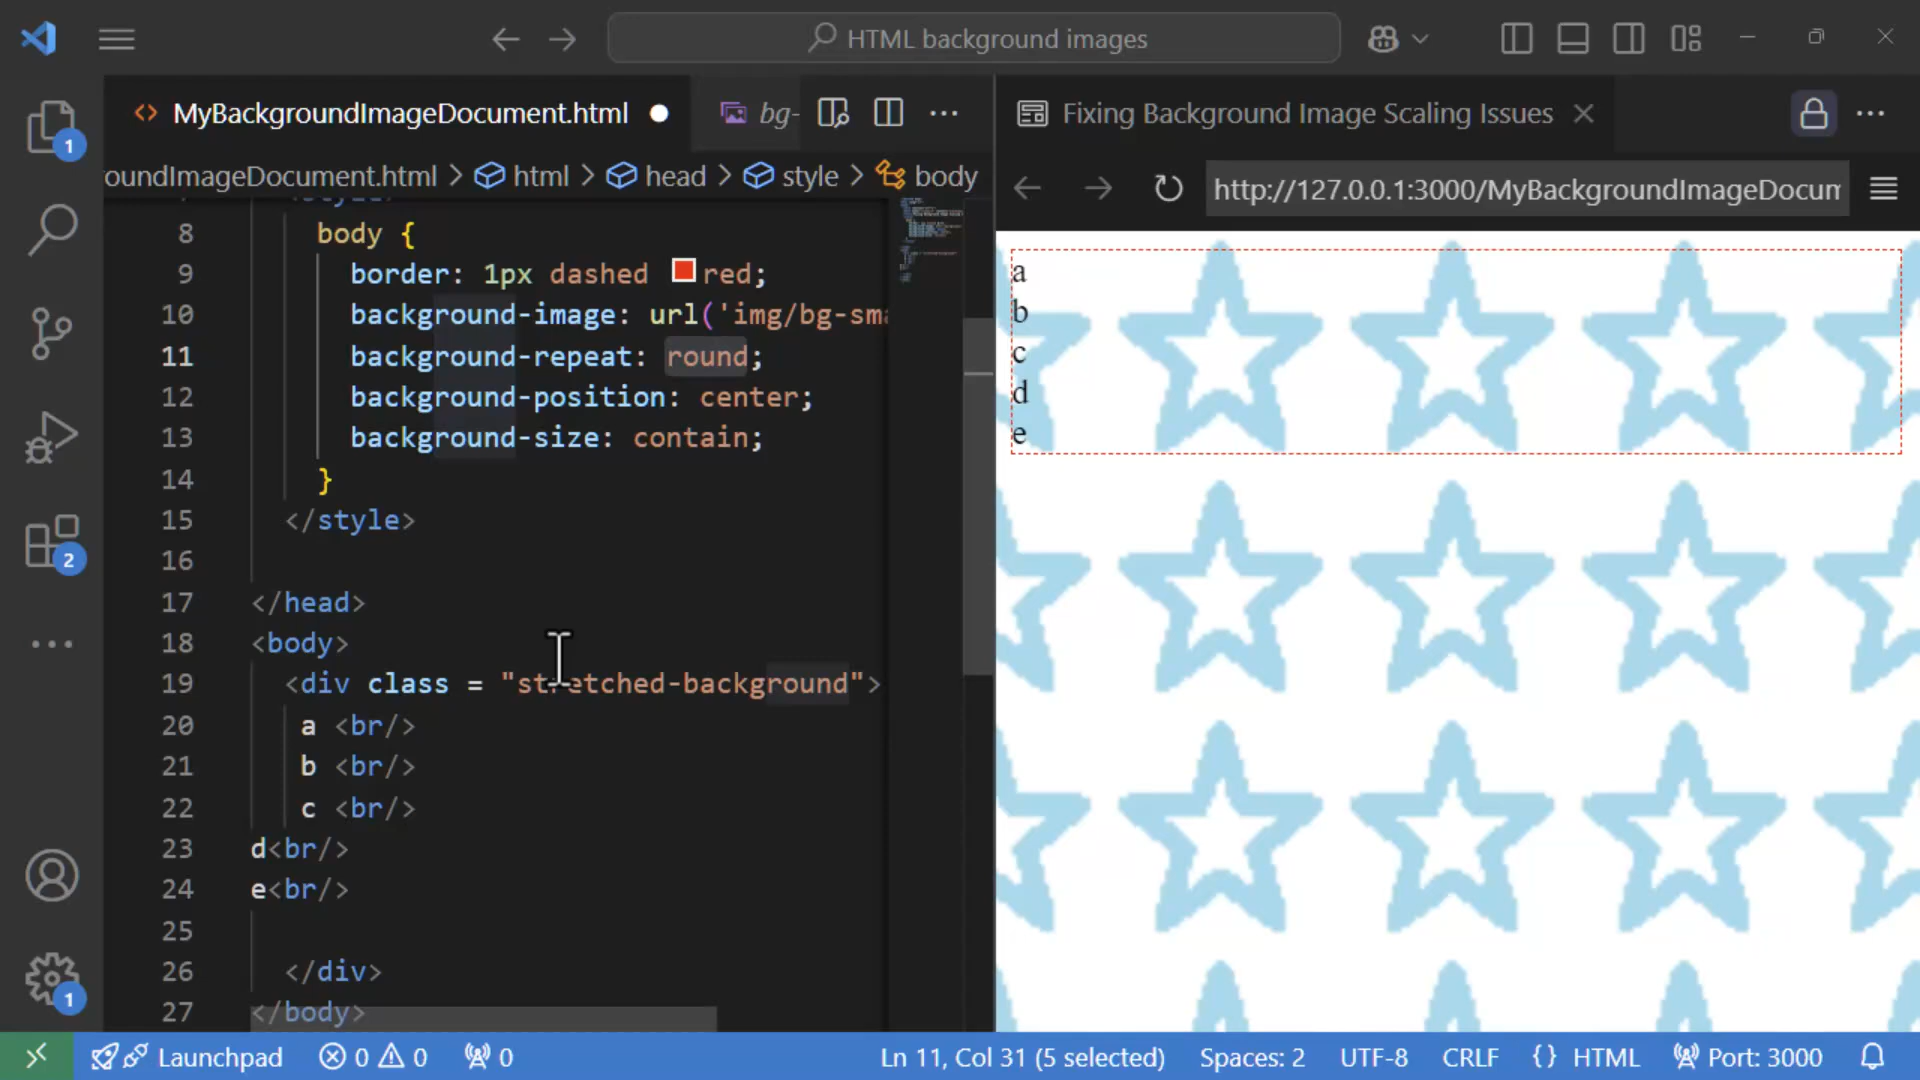 HTML background images
MyBackgroundImageDocument.html
bg-
Fixing Background Image Scaling Issues
1
oundImageDocument.html > html > head > style > body
http://127.0.0.1:3000/MyBackgroundImageDocum
8 body {
9 border: 1px dashed red;
10 background-image: url('img/bg-sma
11 background-repeat: round;
12 background-position: center;
13 background-size: contain;
14 }
15 </style>
16
17 </head>
18 <body>
19 <div class = "stretched-background">
20 a <br/>
21 b <br/>
22 c <br/>
23 d<br/>
24 e<br/>
25
26 </div>
27 </body>
2
1
a
b
c
d
e
Launchpad 0 0 0 Ln 11, Col 31 (5 selected) Spaces: 2 UTF-8 CRLF {} HTML Port: 3000